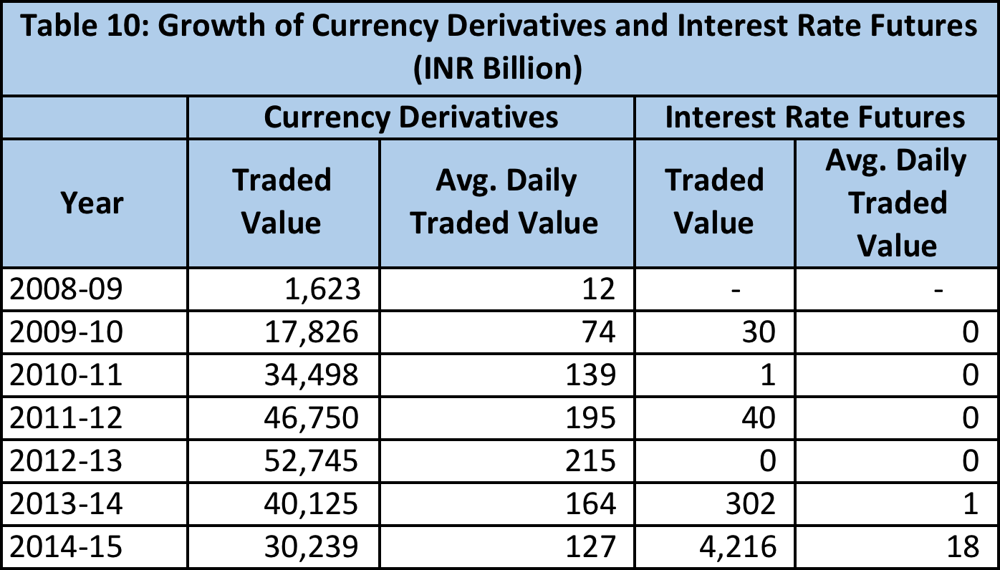 Table 10: Growth of Currency Derivatives and Interest Rate Futures
(INR Billion)
Currency Derivatives Interest Rate Futures
Year Traded Value Avg. Daily Traded Value Traded Value Avg. Daily Traded Value
2008-09 1,623 12 - -
2009-10 17,826 74 30 0
2010-11 34,498 139 1 0
2011-12 46,750 195 40 0
2012-13 52,745 215 0 0
2013-14 40,125 164 302 1
2014-15 30,239 127 4,216 18